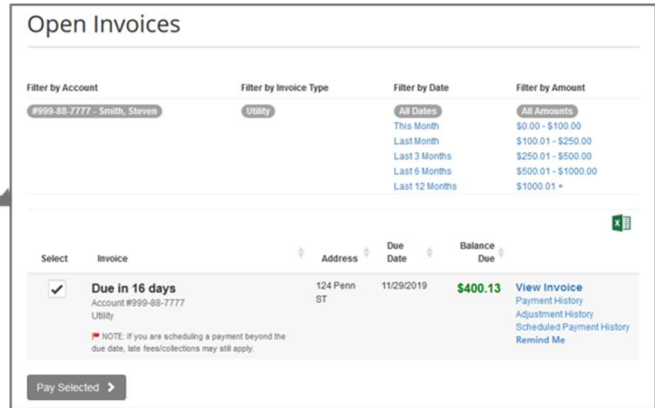 Open Invoices
Filter by Account Filter by Invoice Type Filter by Date Filter by Amount
#999-88-7777 - Smith, Steven Utility All Dates All Amounts
This Month $0.00 - $100.00
Last Month $100.01 - $250.00
Last 3 Months $250.01 - $500.00
Last 6 Months $500.01 - $1000.00
Last 12 Months $1000.01 +
Select Invoice Address Due Date Balance Due
Due in 16 days 124 Penn ST 11/29/2019 $400.13 View Invoice
Account #999-88-7777 Payment History
Utility Adjustment History
NOTE: If you are scheduling a payment beyond the Scheduled Payment History
due date, late fees/collections may still apply. Remind Me
Pay Selected